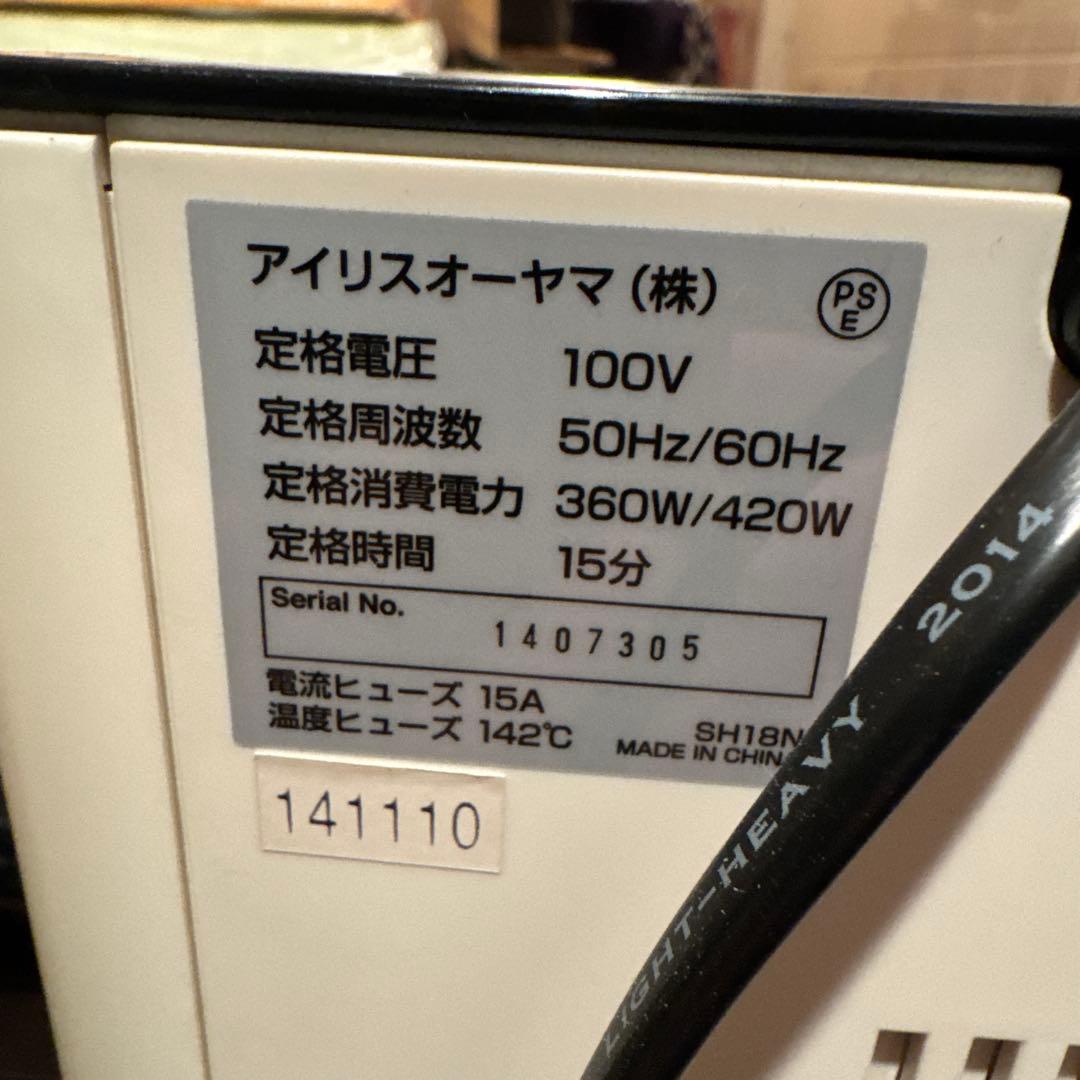 アイリスオーヤマ（株）
PS
E
定格電圧 100V
定格周波数 50Hz/60Hz
定格消費電力 360W/420W
定格時間 15分
Serial No.
1407305
電流ヒューズ 15A
温度ヒューズ 142℃
SH18N
MADE IN CHIN
141110
LIGHT-HEAVY 2014